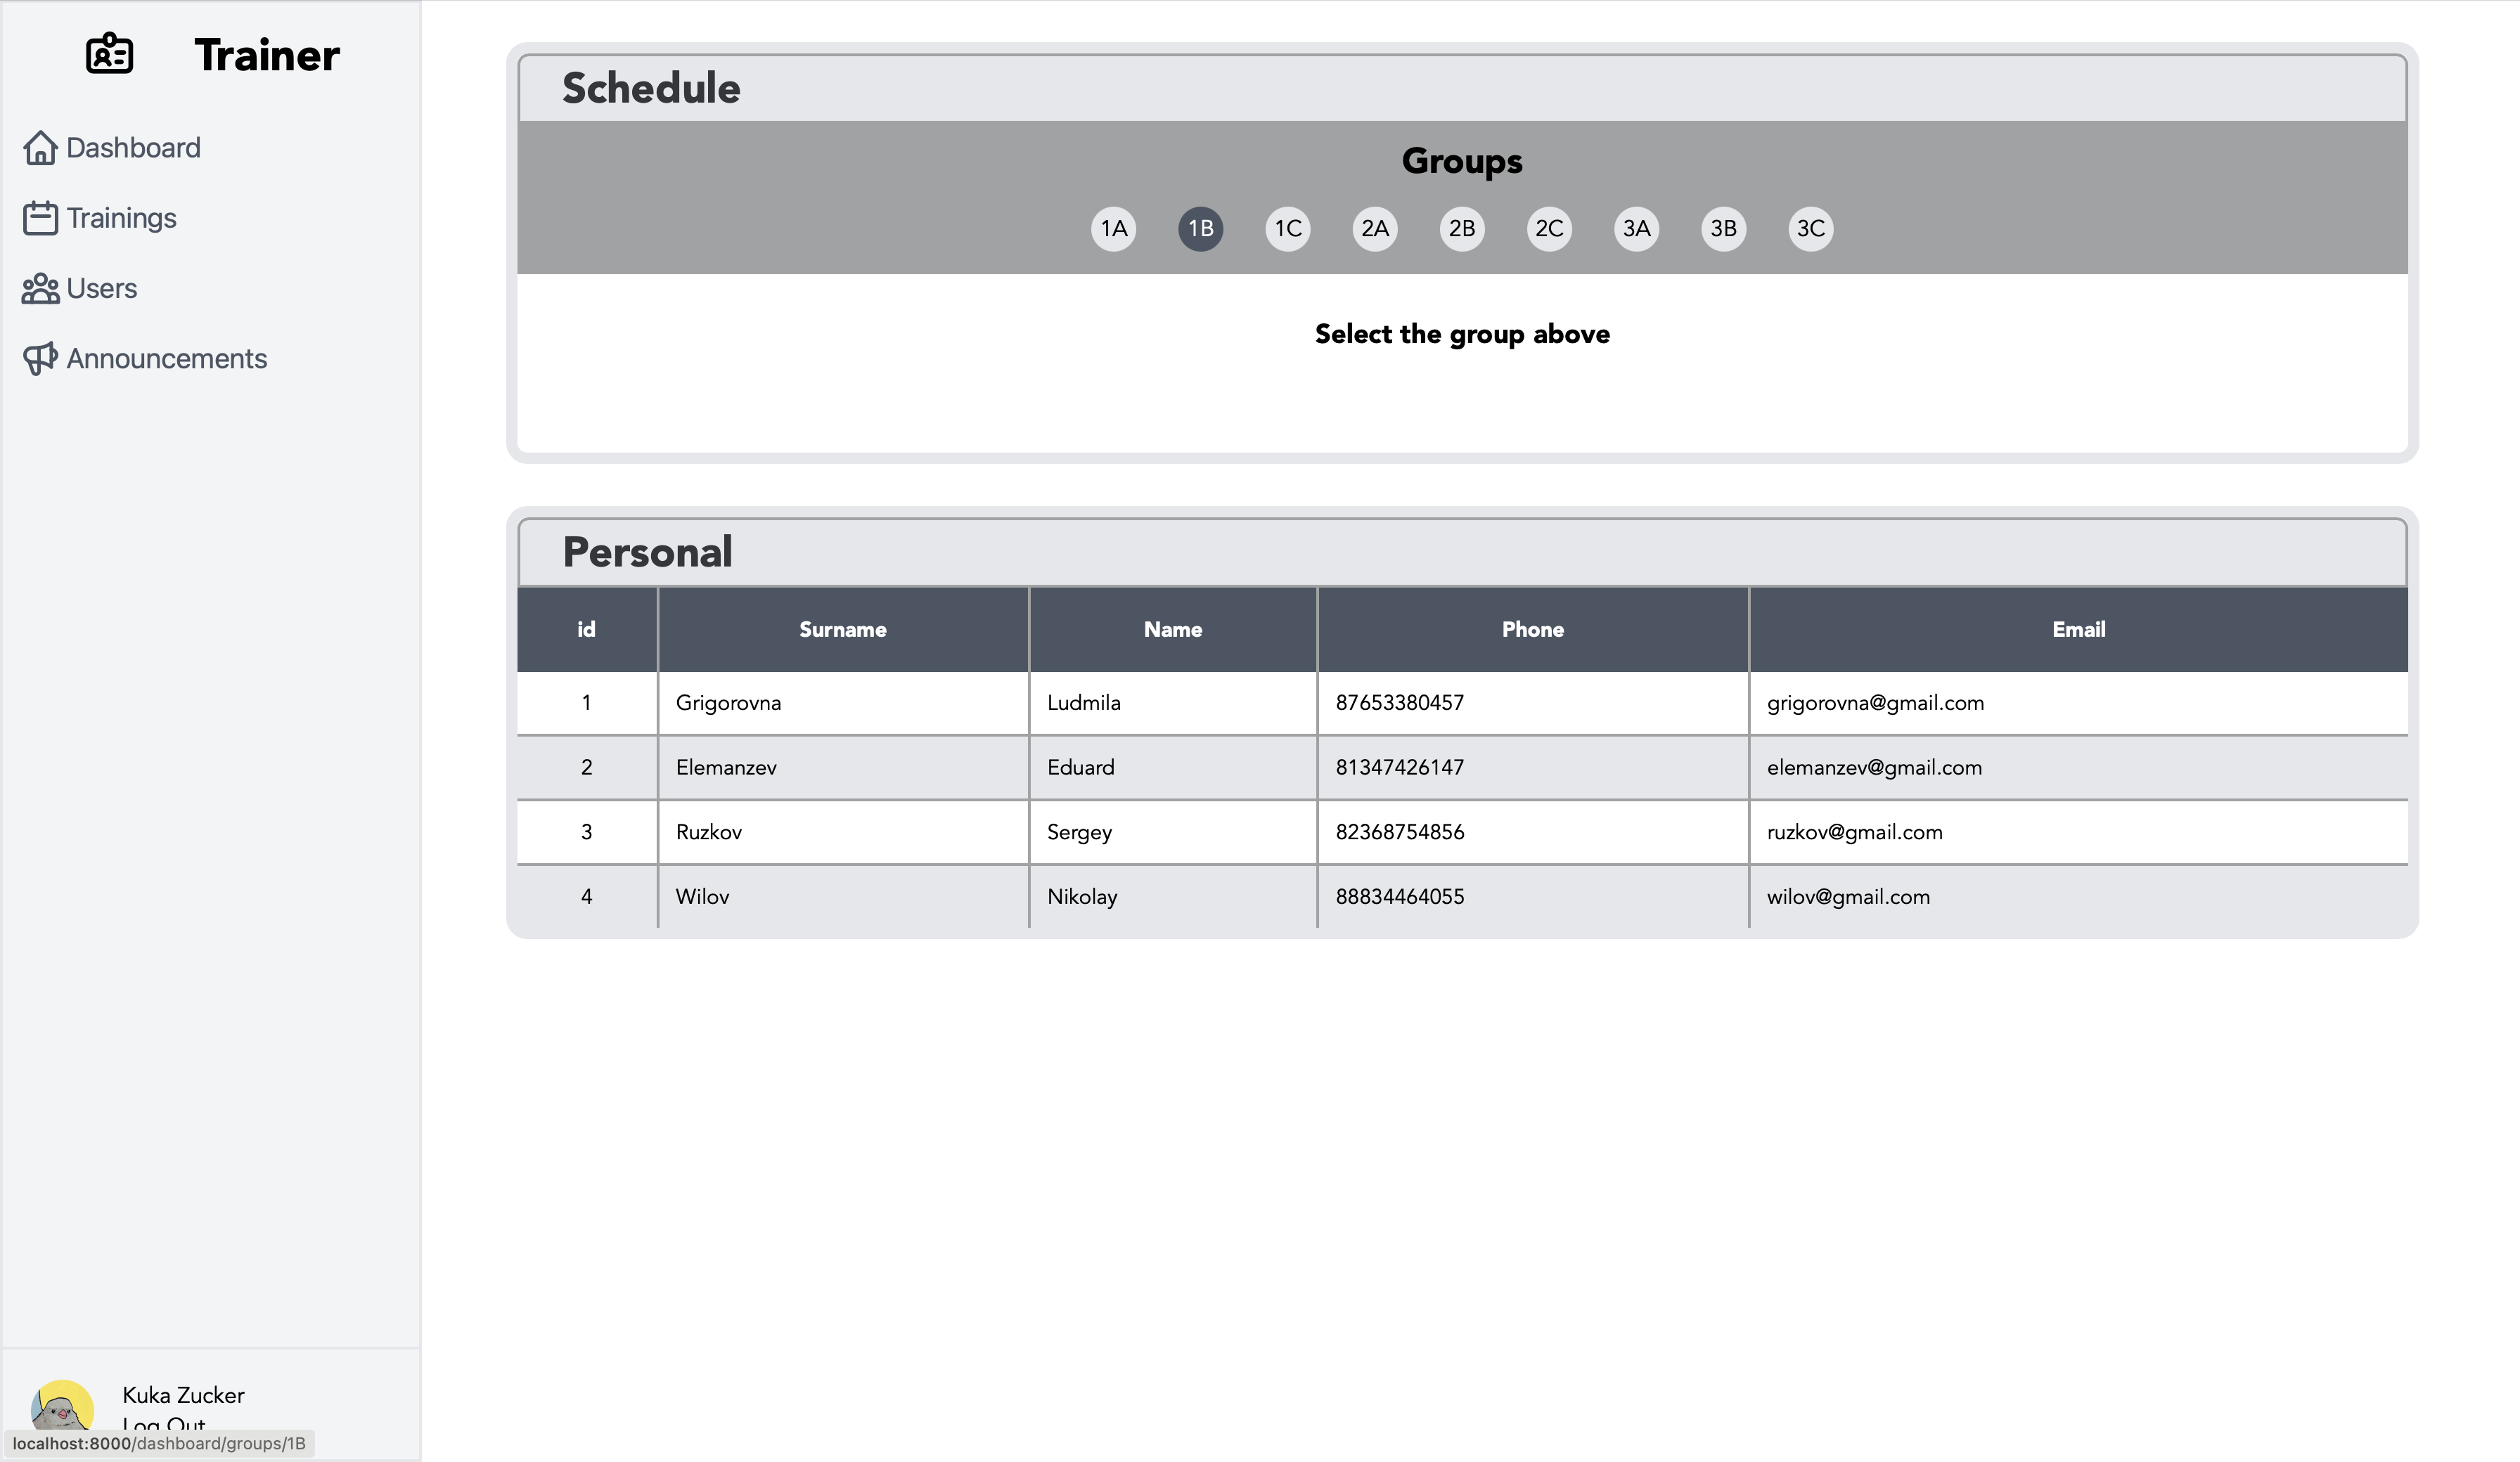 Trainer
Dashboard
Trainings
Users
Announcements
Schedule
Groups
1A 1B 1C 2A 2B 2C 3A 3B 3C
Select the group above
Personal
id Surname Name Phone Email
1 Grigorovna Ludmila 87653380457 grigorovna@gmail.com
2 Elemanzev Eduard 81347426147 elemanzev@gmail.com
3 Ruzkov Sergey 82368754856 ruzkov@gmail.com
4 Wilov Nikolay 88834464055 wilov@gmail.com
Kuka Zucker
Log Out
localhost:8000/dashboard/groups/1B